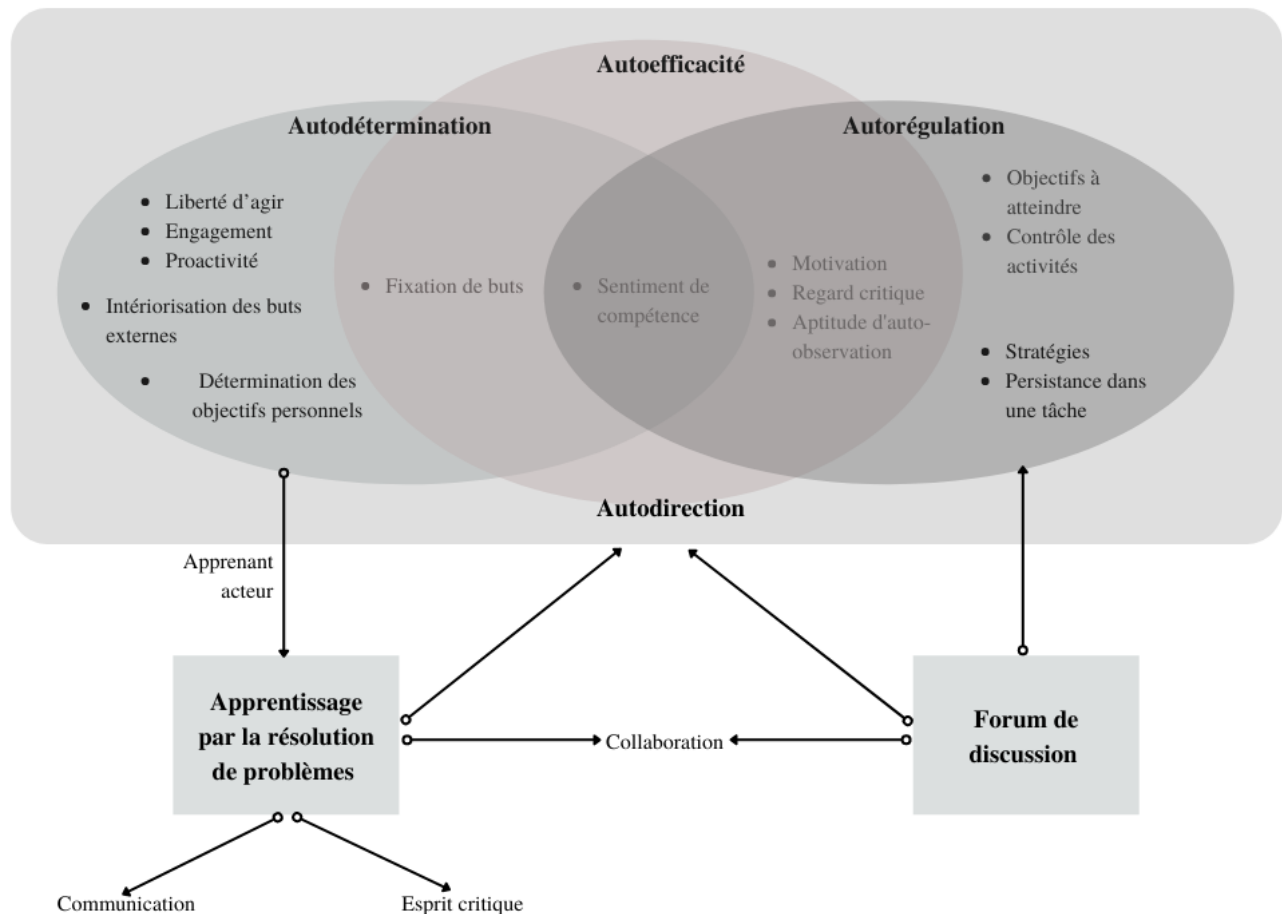 Autoefficacité
Autodétermination
Autorégulation
• Liberté d'agir
• Engagement
• Proactivité
• Intériorisation des buts
externes
• Détermination des
objectifs personnels
• Fixation de buts
• Sentiment de
compétence
• Motivation
• Regard critique
• Aptitude d'auto-
observation
• Objectifs à
atteindre
• Contrôle des
activités
• Stratégies
• Persistance dans
une tâche
Autodirection
Apprenant
acteur
Apprentissage
par la résolution
de problèmes
Collaboration
Forum de
discussion
Communication
Esprit critique